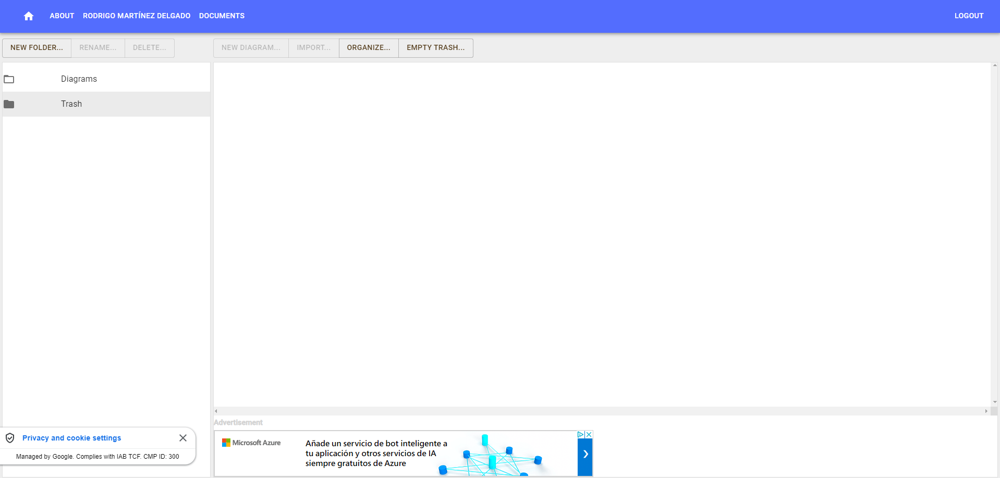 ABOUT RODRIGO MARTÍNEZ DELGADO DOCUMENTS LOGOUT
NEW FOLDER... RENAME... DELETE... NEW DIAGRAM... IMPORT... ORGANIZE... EMPTY TRASH...
Diagrams
Trash
Advertisement
Privacy and cookie settings
Managed by Google. Complies with IAB TCF. CMP ID: 300
Microsoft Azure
Añade un servicio de bot inteligente a
tu aplicación y otros servicios de IA
siempre gratuitos de Azure